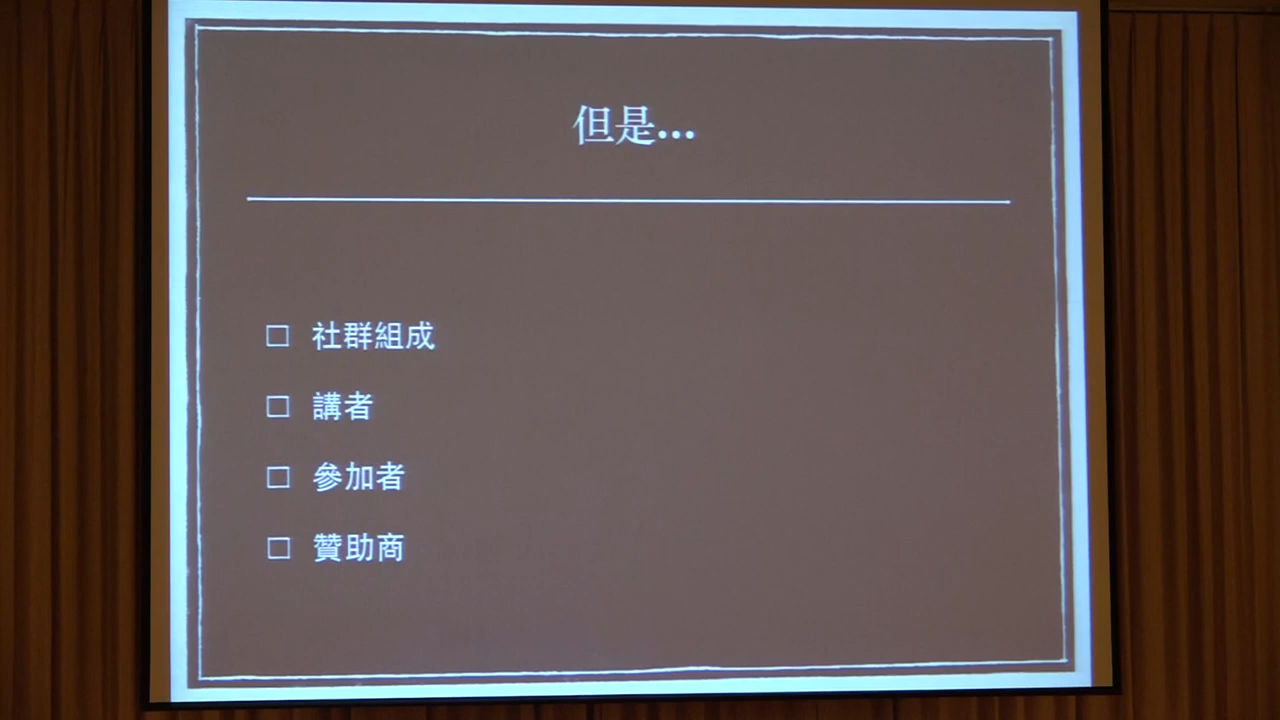 但是...
社群組成
講者
參加者
贊助商